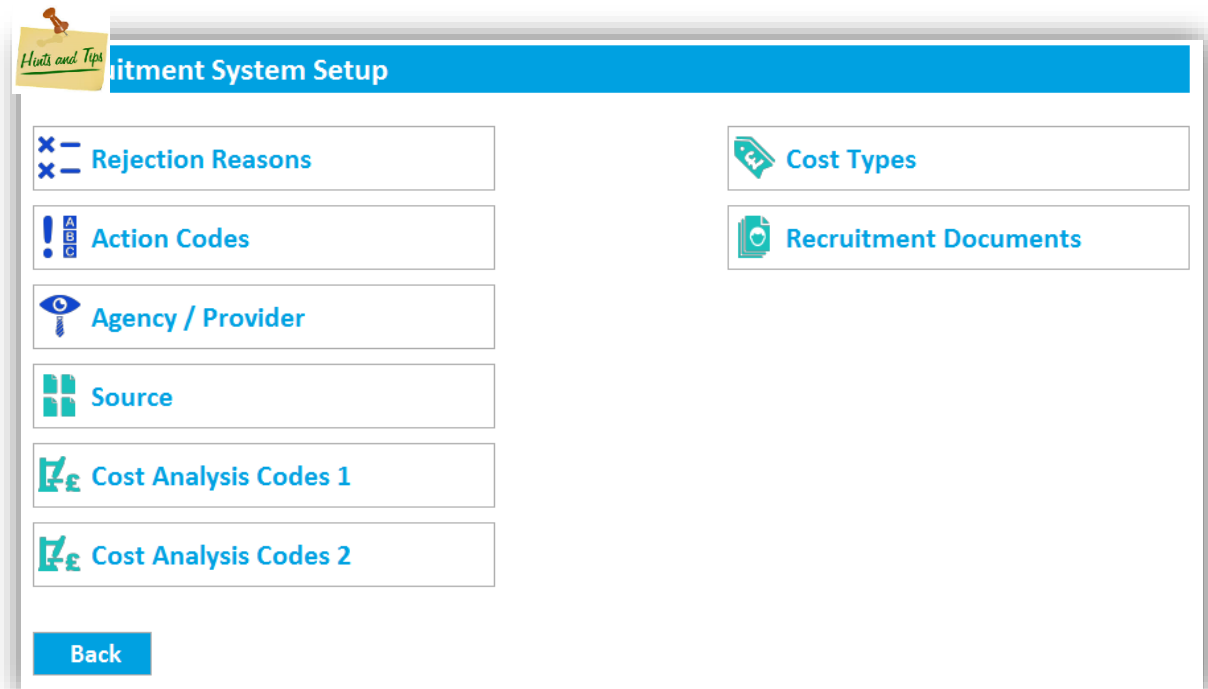 Hints and Tips
uitment System Setup
Rejection Reasons
A
B
C
Action Codes
Agency / Provider
Source
£
Cost Analysis Codes 1
£
Cost Analysis Codes 2
£
Cost Types
Recruitment Documents
Back